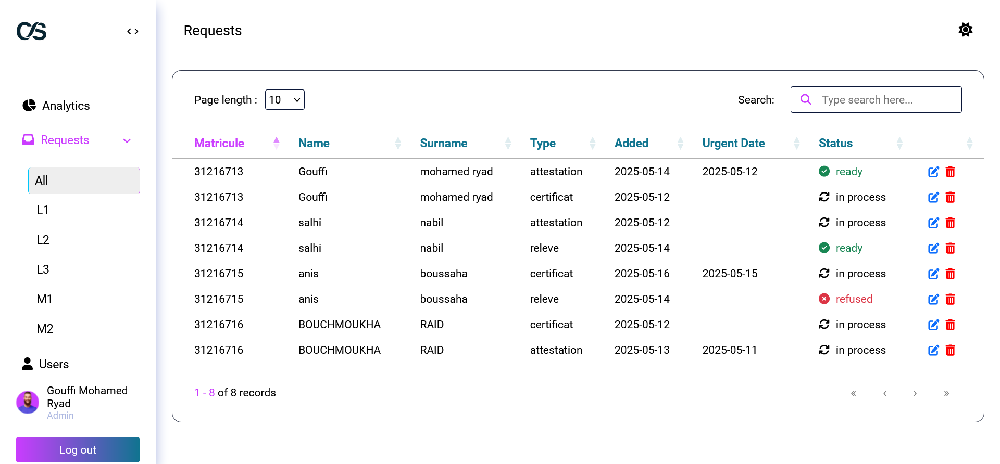 CS
Requests
Analytics
Requests
All
L1
L2
L3
M1
M2
Users
Gouffi Mohamed
Ryad
Admin
Log out
Page length : 10
Search: Type search here...
Matricule Name Surname Type Added Urgent Date Status
31216713 Gouffi mohamed ryad attestation 2025-05-14 2025-05-12 ready
31216713 Gouffi mohamed ryad certificat 2025-05-12 in process
31216714 salhi nabil attestation 2025-05-12 in process
31216714 salhi nabil releve 2025-05-14 ready
31216715 anis boussaha certificat 2025-05-16 2025-05-15 in process
31216715 anis boussaha releve 2025-05-14 refused
31216716 BOUCHMOUKHA RAID certificat 2025-05-12 in process
31216716 BOUCHMOUKHA RAID attestation 2025-05-13 2025-05-11 in process
1 - 8 of 8 records
« ‹ › »